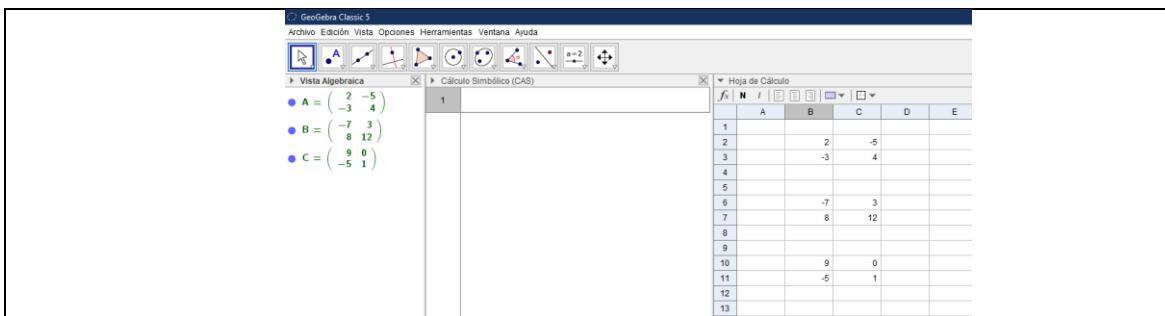 GeoGebra Classic 5
Archivo Edición Vista Opciones Herramientas Ventana Ayuda
A
a=2
Vista Algebraica
A = ( 2 −5
−3 4 )
B = ( −7 3
8 12 )
C = ( 9 0
−5 1 )
Cálculo Simbólico (CAS)
1
Hoja de Cálculo
fx N I
A B C D E
1
2 2 -5
3 -3 4
4
5
6 -7 3
7 8 12
8
9
10 9 0
11 -5 1
12
13